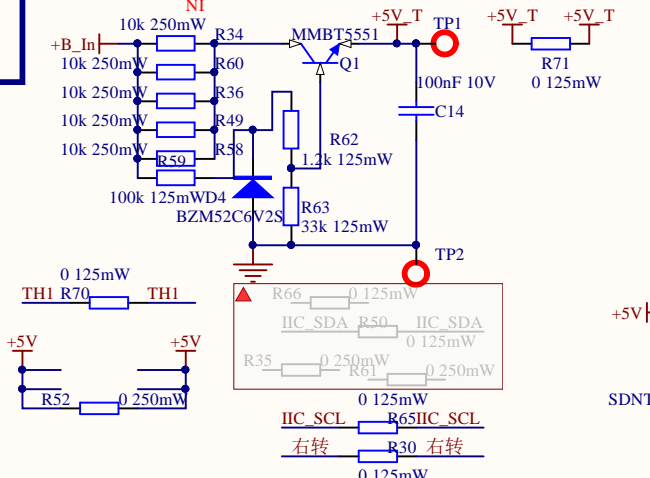 NI
10k 250mW R34
+B_In
10k 250mW R60
10k 250mW R36
10k 250mW R49
10k 250mW R58
R59
100k 125mW D4
BZM52C6V2S
MMBT5551
Q1
R62
1.2k 125mW
R63
33k 125mW
+5V_T
TP1
100nF 10V
C14
TP2
+5V_T +5V_T
R71
0 125mW
0 125mW
TH1 R70 TH1
+5V +5V
R52 0 250mW
R66 0 125mW
IIC_SDA R50 IIC_SDA
0 125mW
R35 0 250mW
R61 0 250mW
0 125mW
IIC_SCL R65 IIC_SCL
右转 R30 右转
0 125mW
+5V
SDNT